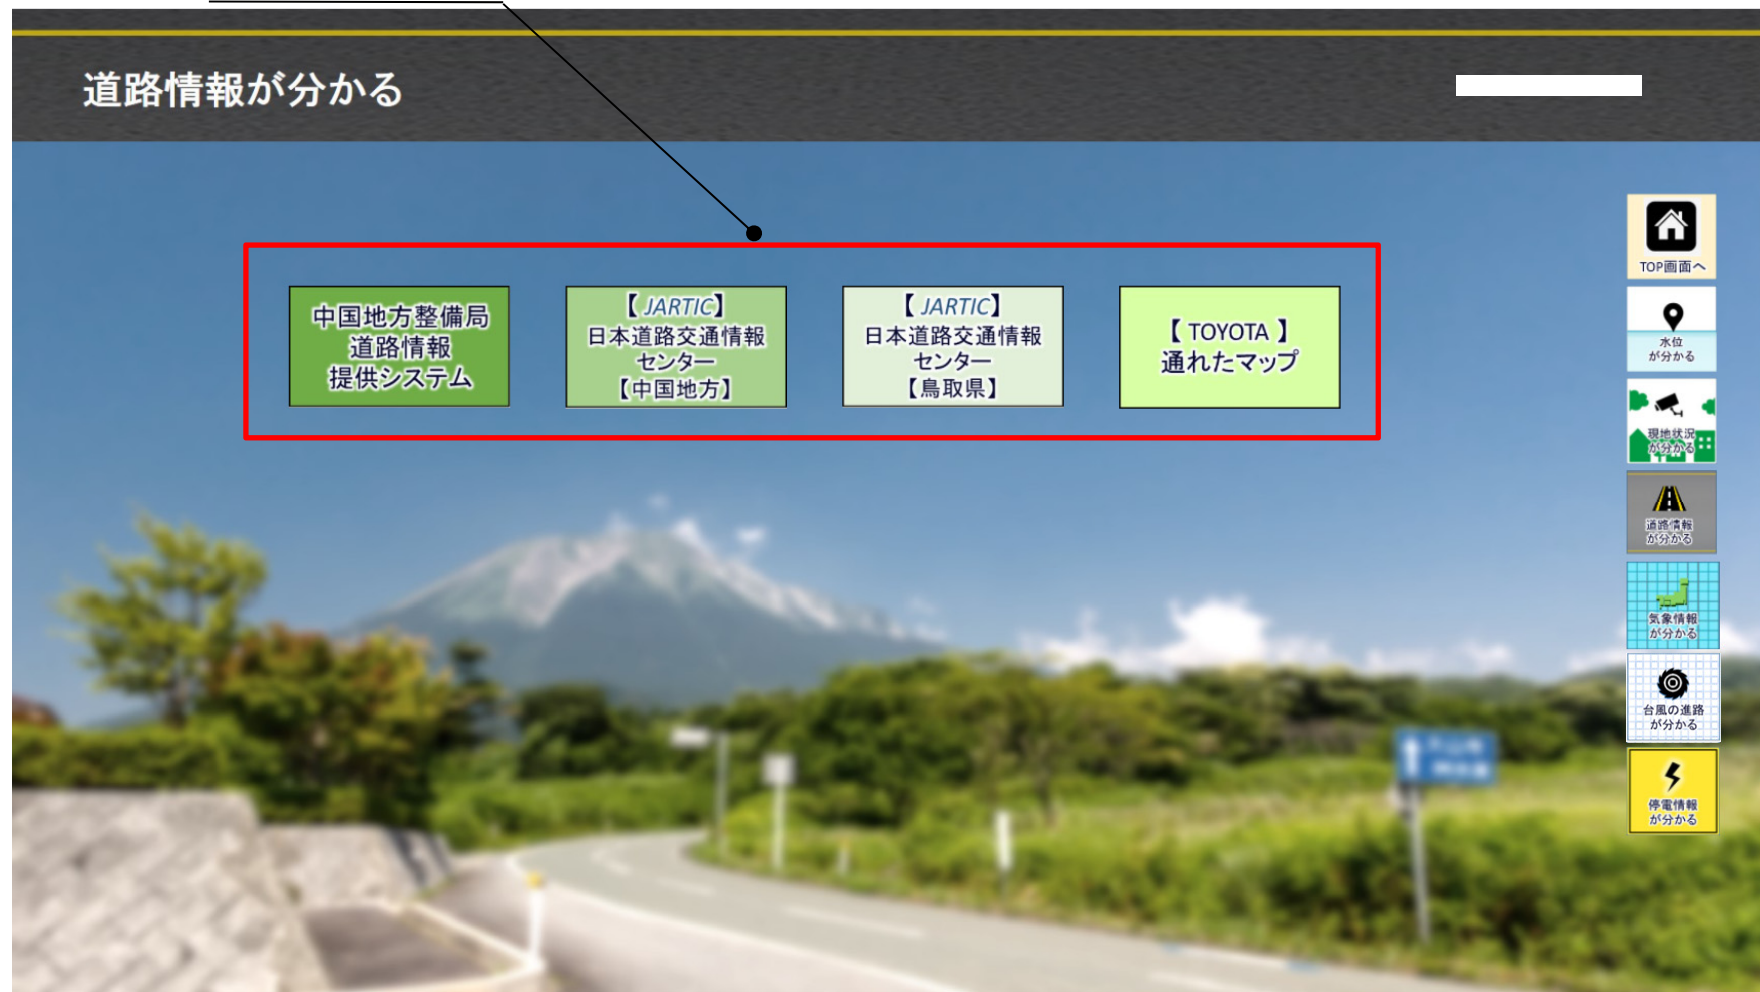 道路情報が分かる
中国地方整備局
道路情報
提供システム
【 JARTIC】
日本道路交通情報
センター
【中国地方】
【 JARTIC】
日本道路交通情報
センター
【鳥取県】
【 TOYOTA 】
通れたマップ
TOP画面へ
水位
が分かる
現地状況
が分かる
道路情報
が分かる
気象情報
が分かる
台風の進路
が分かる
停電情報
が分かる